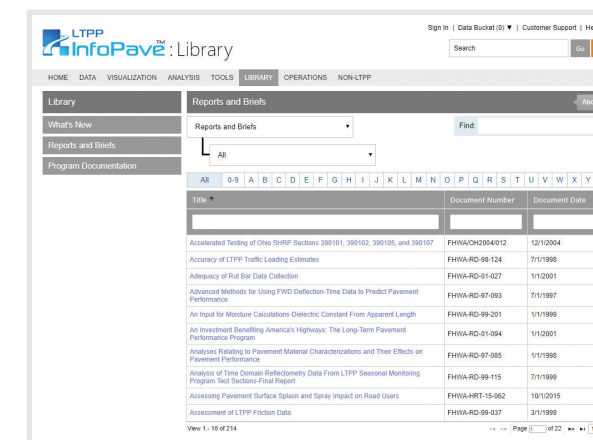 Sign In | Data Bucket (0) ▼ | Customer Support |
LTPP
InfoPave™: Library
Search Go
HOME DATA VISUALIZATION ANALYSIS TOOLS LIBRARY OPERATIONS NON-LTPP
Library
What's New
Reports and Briefs
Program Documentation
Reports and Briefs
Reports and Briefs Find:
All
All 0-9 A B C D E F G H I J K L M N O P Q R S T U V W X Y
Title Document Number Document Date
Accelerated Testing of Ohio SHRP Sections 390101, 390102, 390105, and 390107 FHWA/OH2004/012 12/1/2004
Accuracy of LTPP Traffic Loading Estimates FHWA-RD-98-124 7/1/1998
Adequacy of Rut Bar Data Collection FHWA-RD-01-027 1/1/2001
Advanced Methods for Using FWD Deflection-Time Data to Predict Pavement
Performance FHWA-RD-97-093 7/1/1997
An Input for Moisture Calculations-Dielectric Constant From Apparent Length FHWA-RD-99-201 1/1/1999
An Investment Benefiting America's Highways: The Long-Term Pavement
Performance Program FHWA-RD-01-094 1/1/2001
Analyses Relating to Pavement Material Characterizations and Their Effects on
Pavement Performance FHWA-RD-97-085 1/1/1998
Analysis of Time Domain Reflectometry Data From LTPP Seasonal Monitoring
Program Test Sections-Final Report FHWA-RD-99-115 7/1/1999
Assessing Pavement Surface Splash and Spray Impact on Road Users FHWA-HRT-15-062 10/1/2015
Assessment of LTPP Friction Data FHWA-RD-99-037 3/1/1999
View 1 - 10 of 214 Page 1 of 22